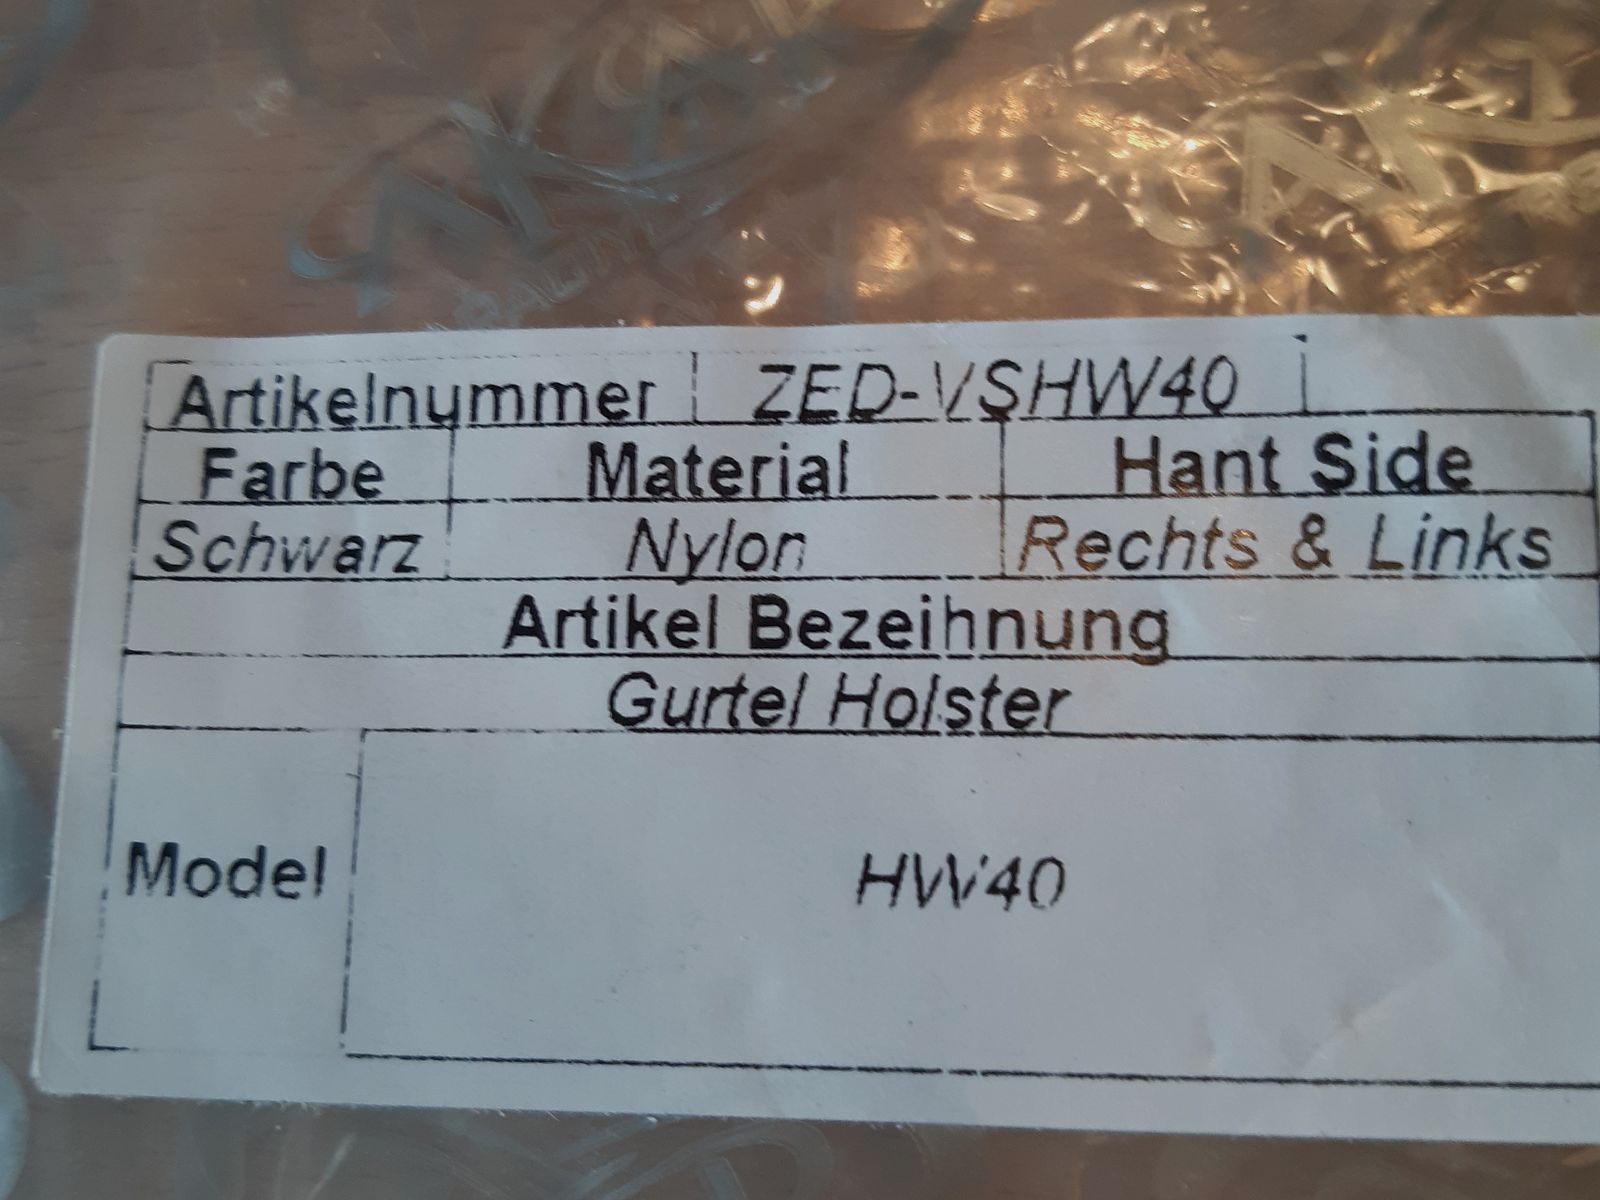 Artikelnummer ZED-VSHW40
Farbe Material Hant Side
Schwarz Nylon Rechts & Links
Artikel Bezeihnung
Gurtel Holster
Model HW40